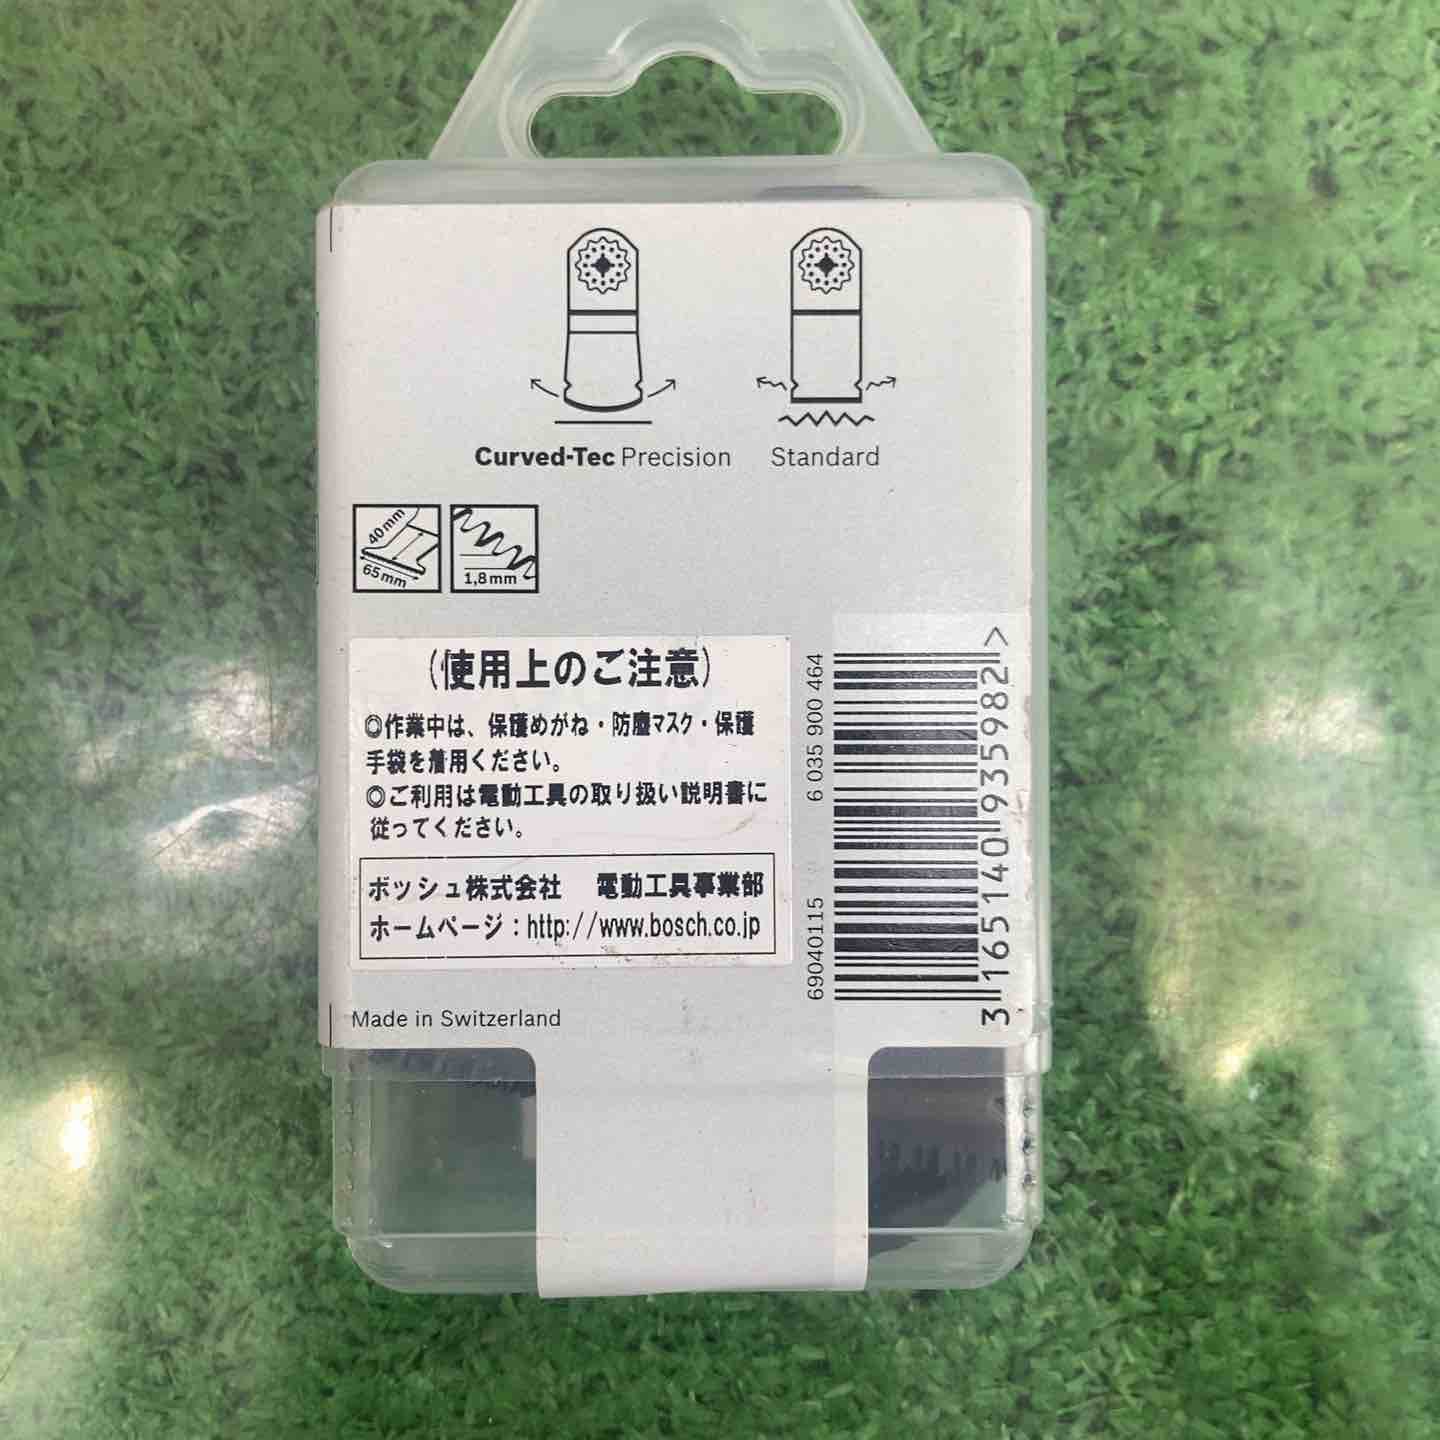 Curved-Tec Precision
Standard
40mm
65mm
1,8mm
(使用上のご注意)
◎作業中は、保護めがね・防塵マスク・保護
手袋を着用ください。
◎ご利用は電動工具の取り扱い説明書に
従ってください。
ボッシュ株式会社 電動工具事業部
ホームページ:http://www.bosch.co.jp
Made in Switzerland
69040115
6 035 900 464
3 165140 935982 >